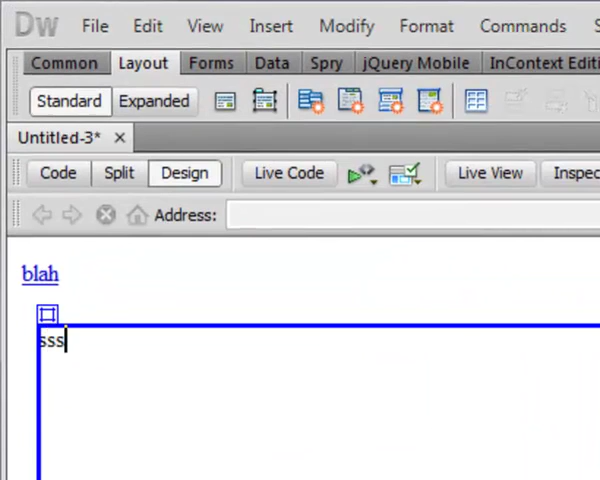 Dw File Edit View Insert Modify Format Commands S
Common Layout Forms Data Spry jQuery Mobile InContext Editi
Standard Expanded
Untitled-3* ×
Code Split Design Live Code Live View Inspec
Address:
blah
sss